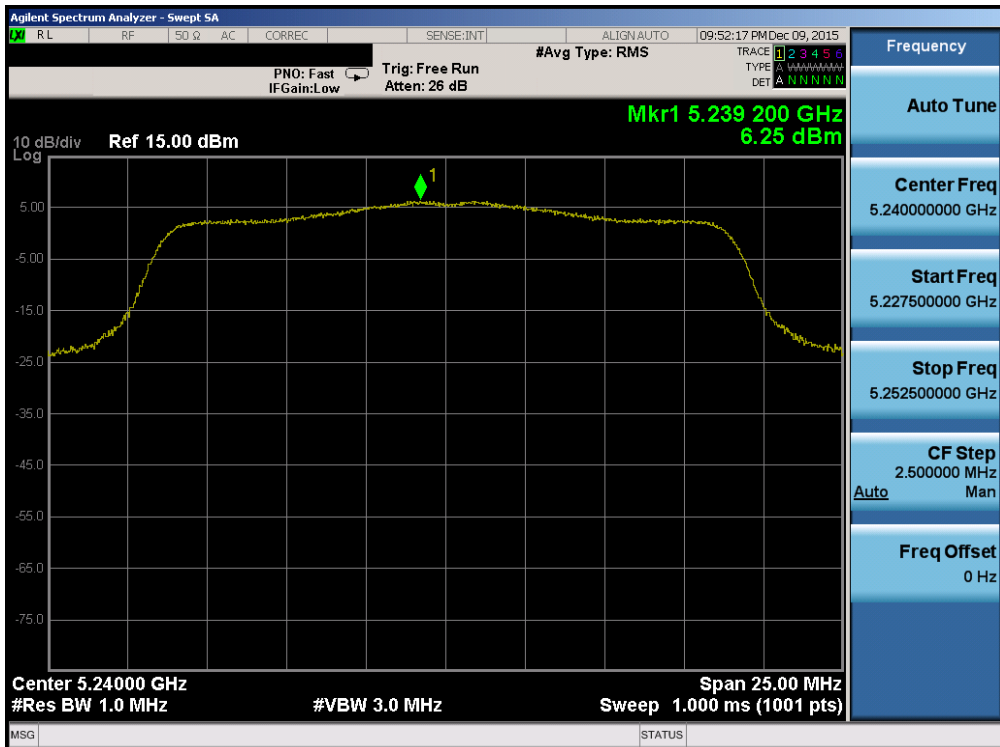 Agilent Spectrum Analyzer - Swept SA
LXI RL RF 50 Ω AC CORREC SENSE:INT ALIGN AUTO 09:52:17 PM Dec 09, 2015
#Avg Type: RMS TRACE 1 2 3 4 5 6
PNO: Fast Trig: Free Run TYPE A WWWWW
IFGain:Low Atten: 26 dB DET A N N N N N
Mkr1 5.239 200 GHz
6.25 dBm
10 dB/div Ref 15.00 dBm
Log
1
5.00
-5.00
-15.0
-25.0
-35.0
-45.0
-55.0
-65.0
-75.0
Center 5.24000 GHz Span 25.00 MHz
#Res BW 1.0 MHz #VBW 3.0 MHz Sweep 1.000 ms (1001 pts)
MSG STATUS
Frequency
Auto Tune
Center Freq
5.240000000 GHz
Start Freq
5.227500000 GHz
Stop Freq
5.252500000 GHz
CF Step
2.500000 MHz
Auto Man
Freq Offset
0 Hz